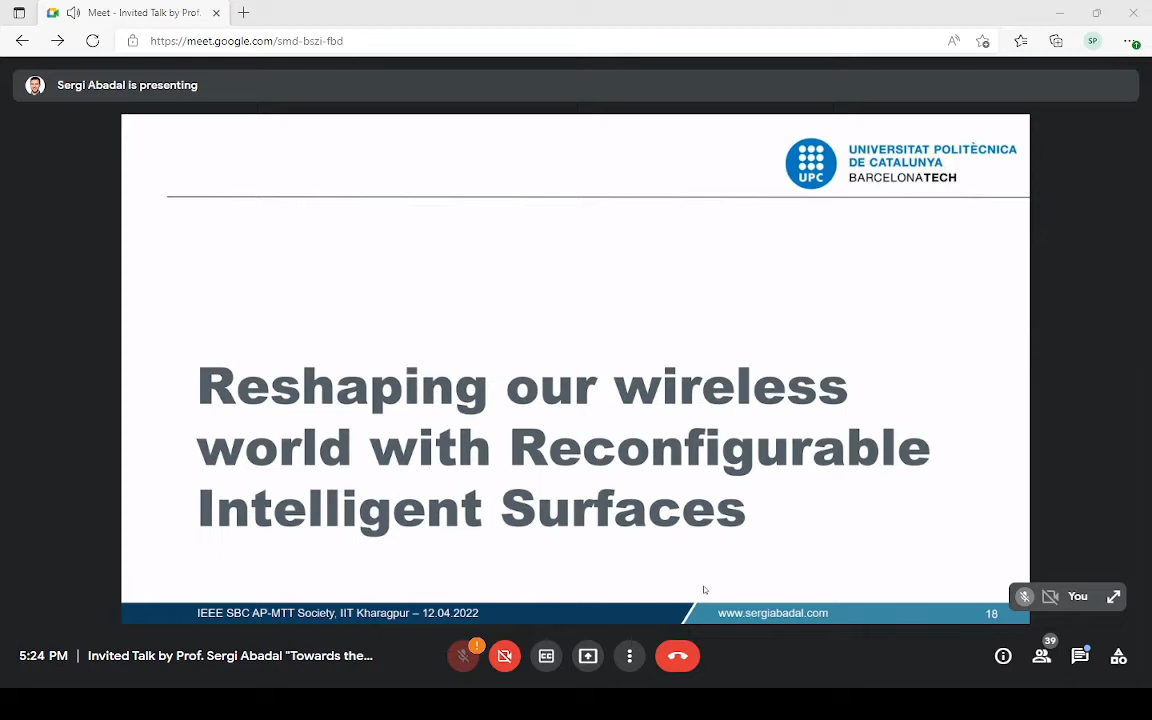 Meet - Invited Talk by Prof.
https://meet.google.com/smd-bszi-fbd
SP
Sergi Abadal is presenting
UPC
UNIVERSITAT POLITÈCNICA
DE CATALUNYA
BARCELONATECH
Reshaping our wireless
world with Reconfigurable
Intelligent Surfaces
IEEE SBC AP-MTT Society, IIT Kharagpur – 12.04.2022
www.sergiabadal.com
18
You
5:24 PM | Invited Talk by Prof. Sergi Abadal "Towards the...
CC
39